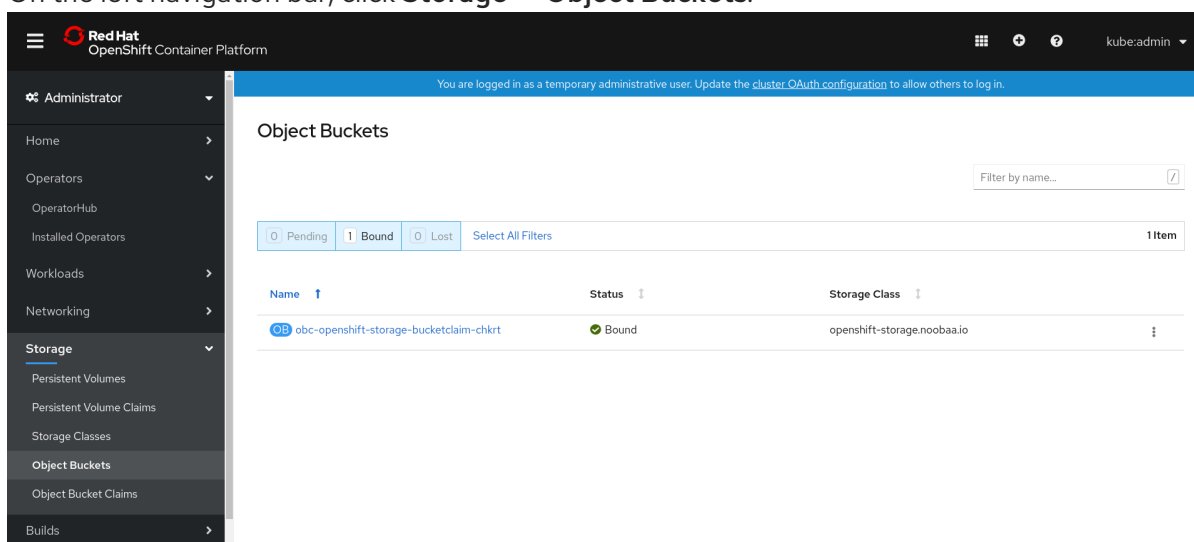 On the left navigation bar, click Storage → Object Buckets.
Red Hat
OpenShift Container Platform
kube:admin
You are logged in as a temporary administrative user. Update the cluster OAuth configuration to allow others to log in.
Administrator
Home
Operators
OperatorHub
Installed Operators
Workloads
Networking
Storage
Persistent Volumes
Persistent Volume Claims
Storage Classes
Object Buckets
Object Bucket Claims
Builds
Object Buckets
Filter by name... /
0 Pending 1 Bound 0 Lost Select All Filters 1 Item
Name Status Storage Class
OB obc-openshift-storage-bucketclaim-chkrt Bound openshift-storage.noobaa.io